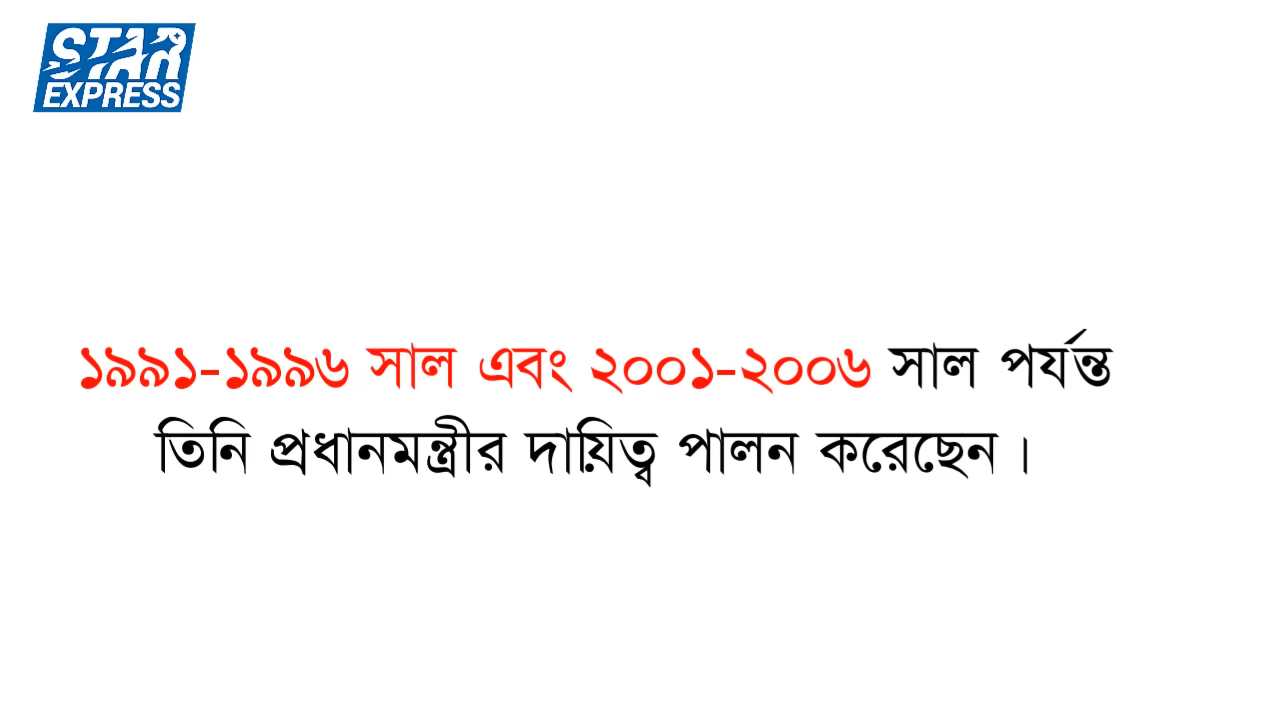 STAR
EXPRESS
১৯৯১-১৯৯৬ সাল এবং ২০০১-২০০৬ সাল পর্যন্ত
তিনি প্রধানমন্ত্রীর দায়িত্ব পালন করেছেন।